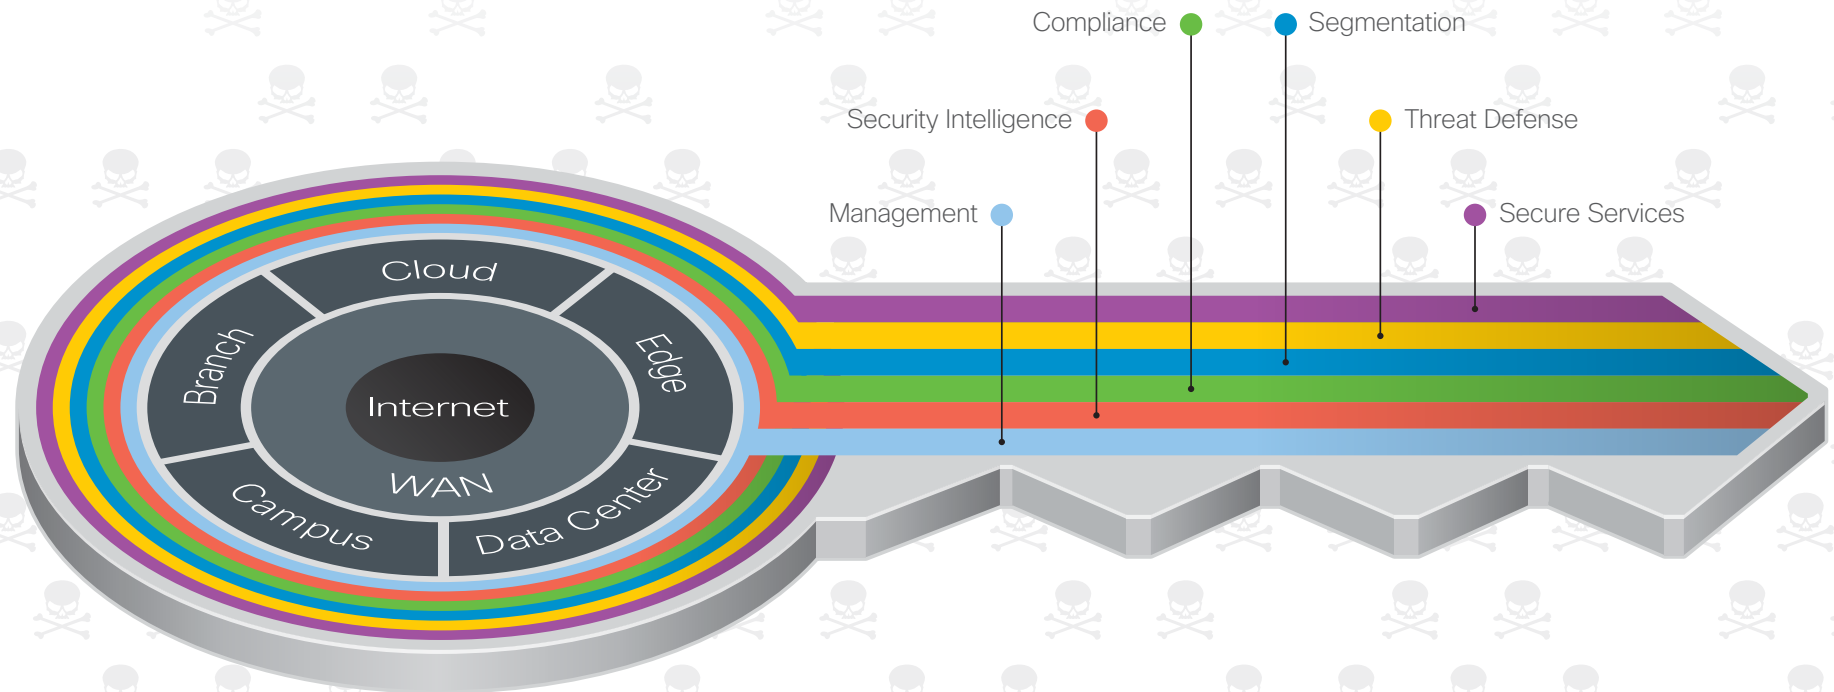 Compliance
Segmentation
Security Intelligence
Threat Defense
Management
Secure Services
Cloud
Branch
Edge
Internet
WAN
Campus
Data Center